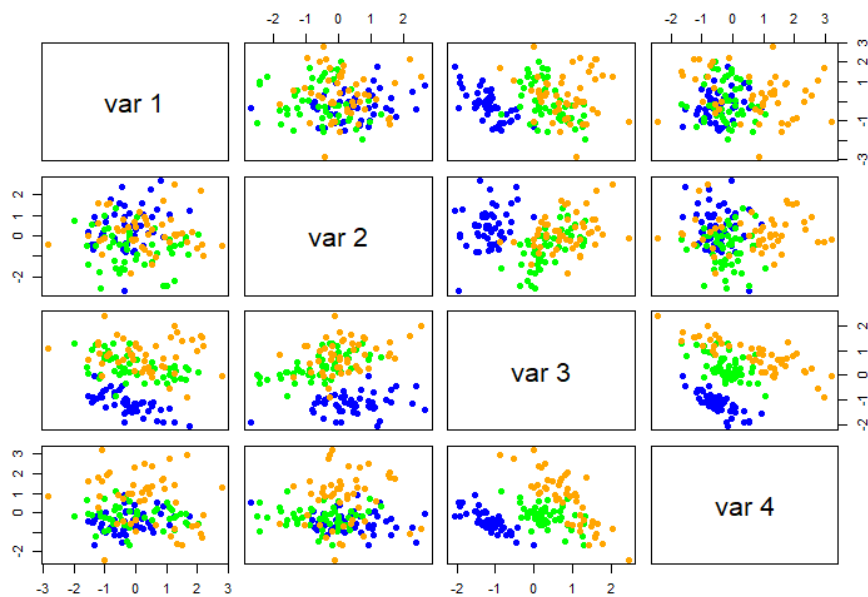 -2 -1 0 1 2
-2 -1 0 1 2 3
var 1
-3 -1 0 1 2 3
-2 0 1 2
var 2
var 3
-2 -1 0 1 2
-2 0 1 2 3
var 4
-3 -2 -1 0 1 2 3
-2 -1 0 1 2